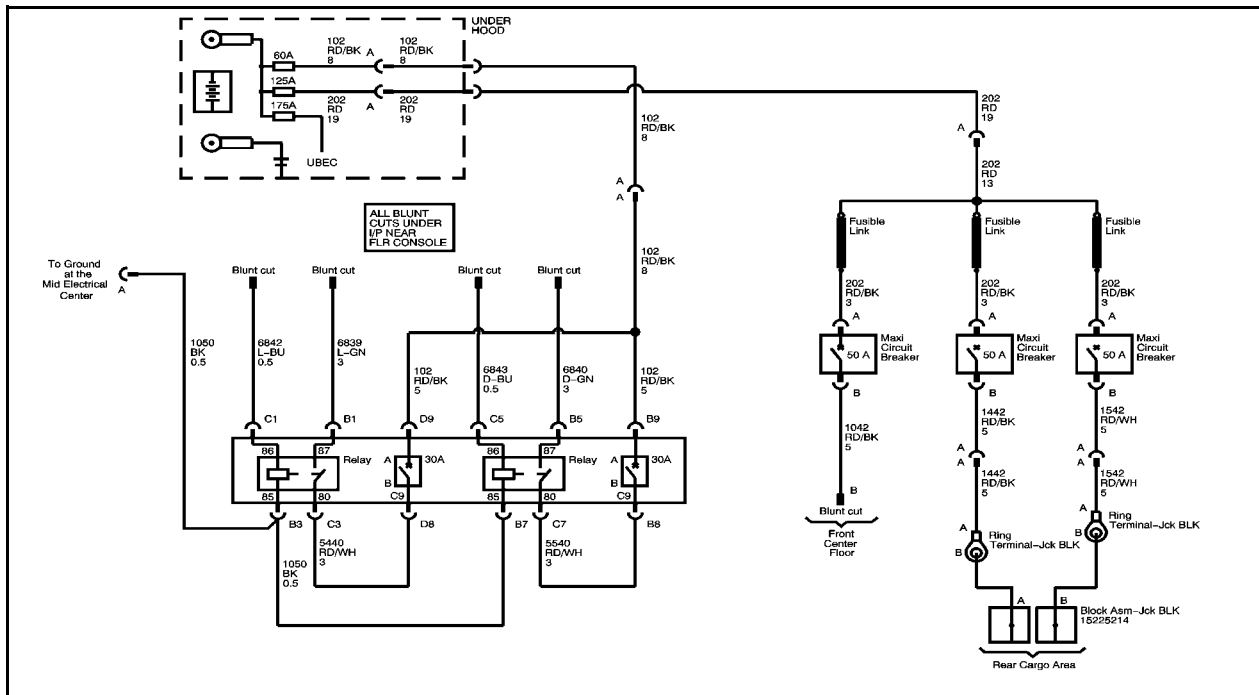 UNDER
HOOD
60A
102
RD/BK
8
A
102
RD/BK
8
125A
175A
202
RD
19
A
202
RD
19
UBEC
102
RD/BK
8
202
RD
19
A
202
RD
13
A
A
ALL BLUNT
CUTS UNDER
I/P NEAR
FLR CONSOLE
102
RD/BK
8
Fusible
Link
Fusible
Link
Fusible
Link
To Ground
at the
Mid Electrical
Center
A
Blunt cut
Blunt cut
Blunt cut
Blunt cut
202
RD/BK
3
202
RD/BK
3
202
RD/BK
3
A
A
A
1050
BK
0.5
6842
L-BU
0.5
6839
L-GN
3
102
RD/BK
5
6843
D-BU
0.5
6840
D-GN
3
102
RD/BK
5
50 A
Maxi
Circuit
Breaker
50 A
Maxi
Circuit
Breaker
50 A
Maxi
Circuit
Breaker
B
B
B
C1
B1
D9
C5
B5
B9
1042
RD/BK
5
1442
RD/BK
5
1542
RD/WH
5
86
87
Relay
A
30A
B
86
87
Relay
A
30A
B
85
80
C9
85
80
C9
A
A
A
A
1442
RD/BK
5
1542
RD/WH
5
B
Blunt cut
Front
Center
Floor
B3
C3
D8
B7
C7
B8
1050
BK
0.5
5440
RD/WH
3
5540
RD/WH
3
A
B
Ring
Terminal-Jck BLK
A
B
Ring
Terminal-Jck BLK
A
B
Block Asm-Jck BLK
15225214
Rear Cargo Area